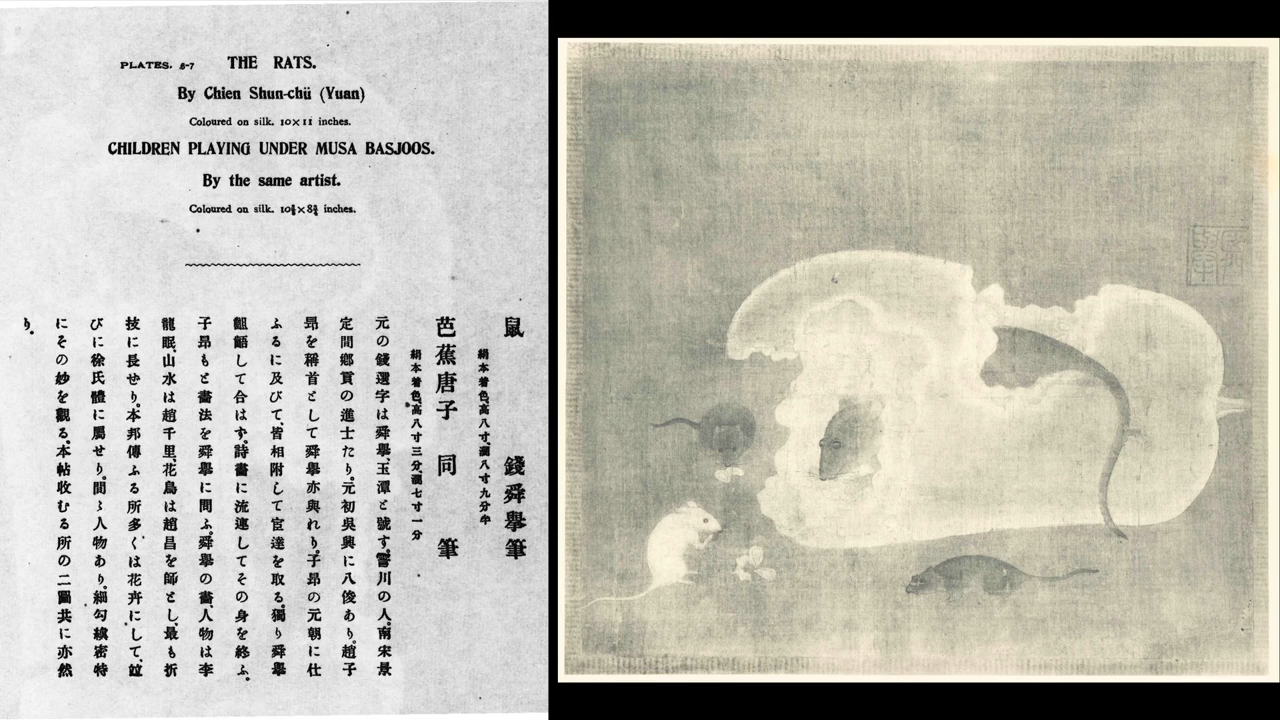 PLATES. 6-7 THE RATS.
By Chien Shun-chü (Yuan)
Coloured on silk. 10×11 inches.
CHILDREN PLAYING UNDER MUSA BASJOOS.
By the same artist.
Coloured on silk. 10¾×8¾ inches.
鼠 錢舜擧筆
絹本着色、高八寸、濶八寸九分半
芭蕉唐子 同 筆
絹本着色、高八寸三分、濶七寸一分
元の錢選字は舜擧、玉潭と號す。霅川の人。南宋景
定間鄕貢の進士たり。元初吳興に八俊あり。趙子
昻を稱首として舜擧亦與れり。子昻の元朝に仕
ふるに及びて、皆相附して宦達を取る。獨り舜擧
齟齬して合はず。詩畫に流連してその身を終ふ。
子昻もと畫法を舜擧に問ふ。舜擧の畫、人物は李
龍眠、山水は趙千里、花鳥は趙昌を師とし、最も折
技に長せり。本邦傳ふる所多くは花卉にして、竝
びに徐氏體に屬せり。間〻人物あり。細勾縝密特
にその妙を觀る。本帖收むる所の二圖共に亦然
り。